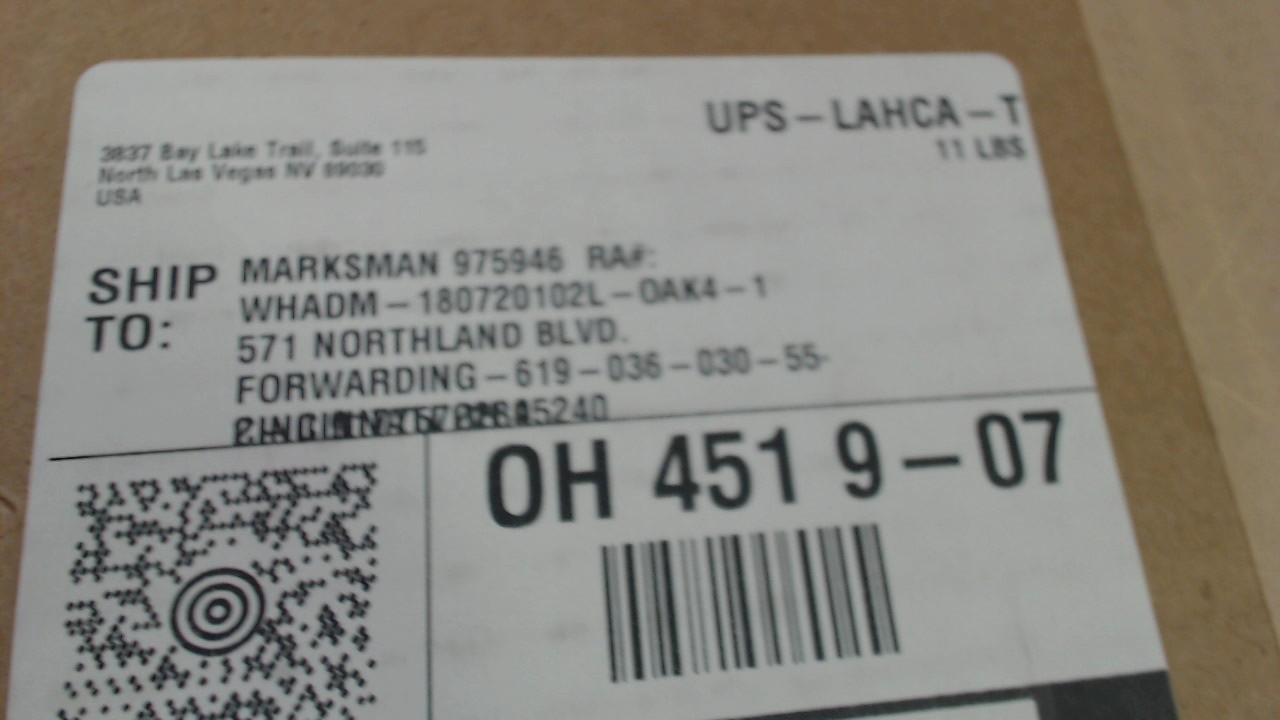 UPS-LAHCA-T
11 LBS
3837 Bay Lake Trail, Suite 115
North Las Vegas NV 89030
USA
SHIP TO:
MARKSMAN 975946 RA#:
WHADM-180720102L-OAK4-1
571 NORTHLAND BLVD.
FORWARDING-619-036-030-55-
OH 451 9-07